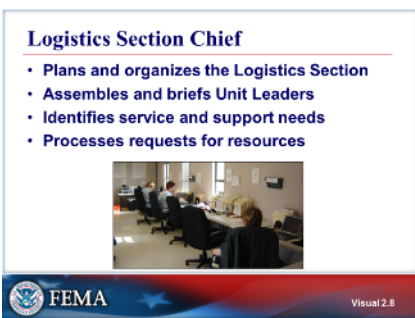 Logistics Section Chief
• Plans and organizes the Logistics Section
• Assembles and briefs Unit Leaders
• Identifies service and support needs
• Processes requests for resources
FEMA
Visual 2.8